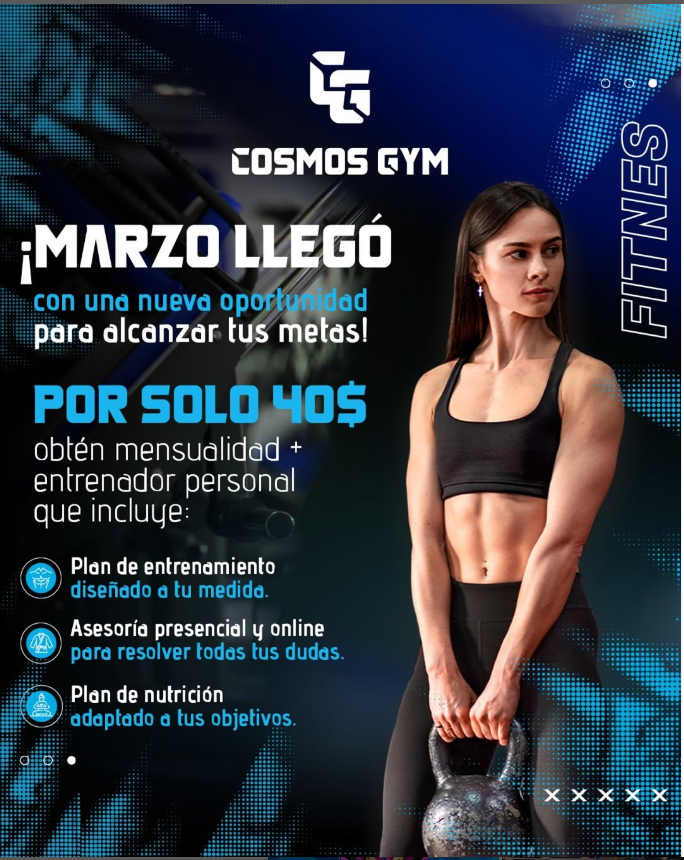 COSMOS GYM
FITNES
¡MARZO LLEGÓ
con una nueva oportunidad
para alcanzar tus metas!
POR SOLO 40$
obtén mensualidad +
entrenador personal
que incluye:
Plan de entrenamiento
diseñado a tu medida.
Asesoría presencial y online
para resolver todas tus dudas.
Plan de nutrición
adaptado a tus objetivos.